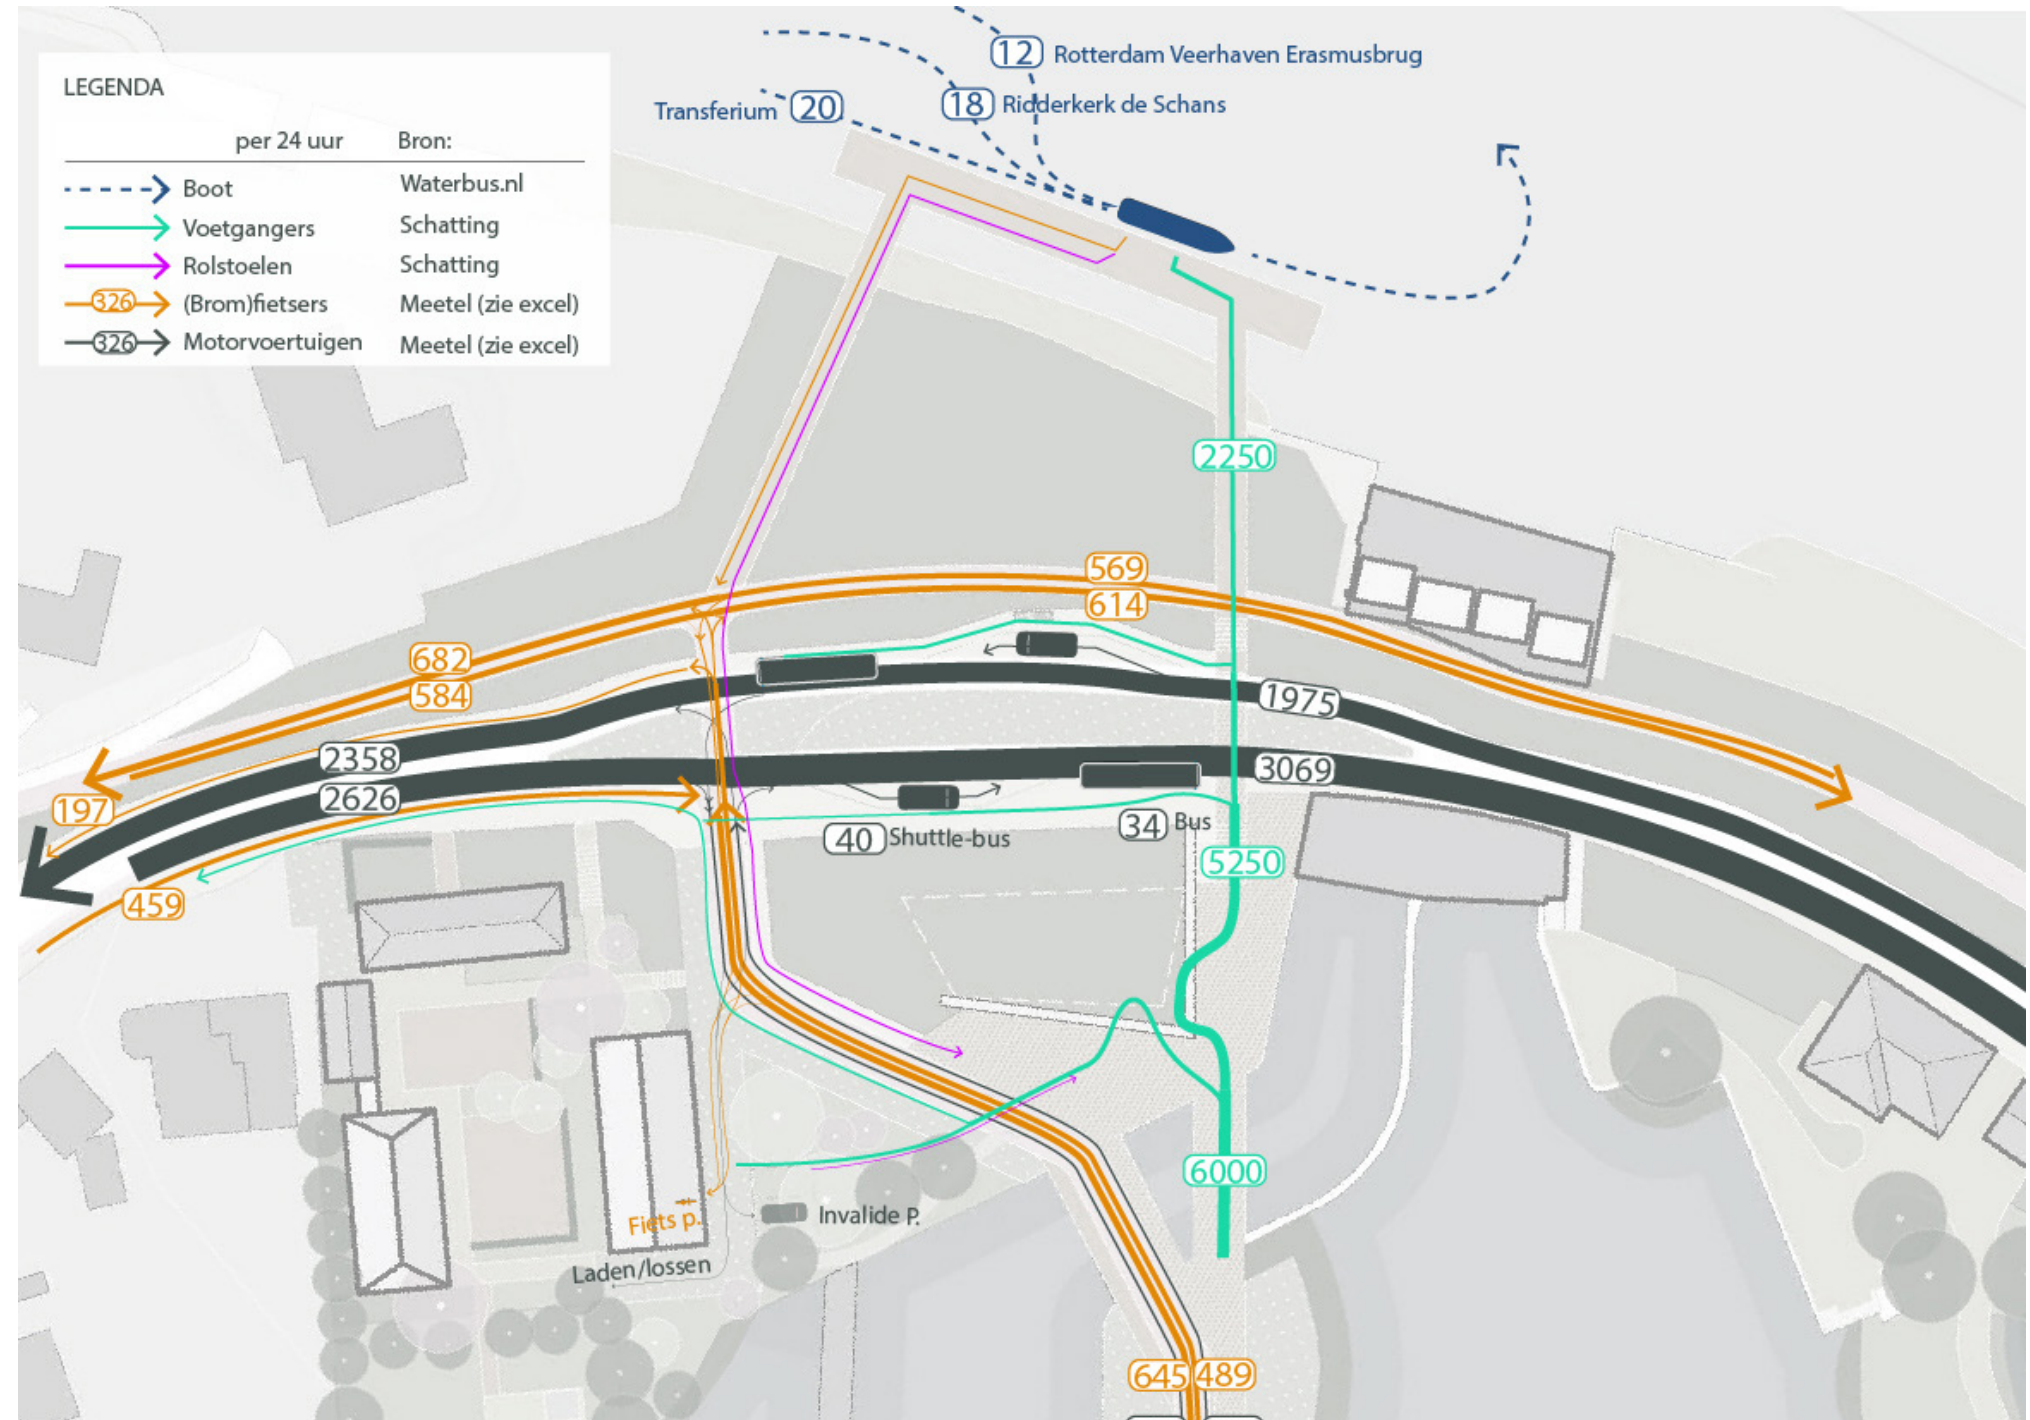 LEGENDA
per 24 uur Bron:
Boot Waterbus.nl
Voetgangers Schatting
Rolstoelen Schatting
326 (Brom)fietsers Meetel (zie excel)
326 Motorvoertuigen Meetel (zie excel)
12 Rotterdam Veerhaven Erasmusbrug
18 Ridderkerk de Schans
Transferium 20
2250
569
614
682
584
1975
2358
3069
2626
197
40 Shuttle-bus
34 Bus
5250
459
6000
Fiets p.
Invalide P.
Laden/lossen
645 489